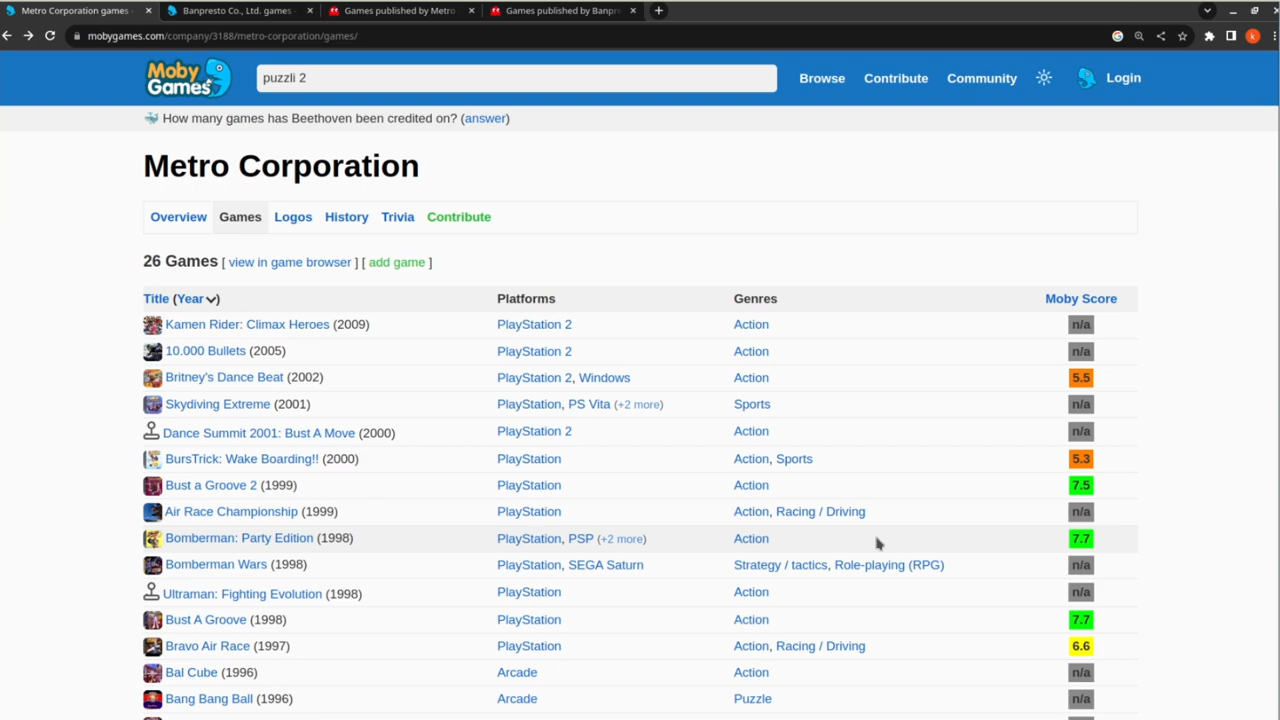 Metro Corporation games -
Banpresto Co., Ltd. games -
Games published by Metro
Games published by Banpr
mobygames.com/company/3188/metro-corporation/games/
Moby Games
puzzli 2
Browse Contribute Community Login
How many games has Beethoven been credited on? (answer)
Metro Corporation
Overview Games Logos History Trivia Contribute
26 Games [ view in game browser ] [ add game ]
Title (Year) Platforms Genres Moby Score
Kamen Rider: Climax Heroes (2009) PlayStation 2 Action n/a
10.000 Bullets (2005) PlayStation 2 Action n/a
Britney's Dance Beat (2002) PlayStation 2, Windows Action 5.5
Skydiving Extreme (2001) PlayStation, PS Vita (+2 more) Sports n/a
Dance Summit 2001: Bust A Move (2000) PlayStation 2 Action n/a
BursTrick: Wake Boarding!! (2000) PlayStation Action, Sports 5.3
Bust a Groove 2 (1999) PlayStation Action 7.5
Air Race Championship (1999) PlayStation Action, Racing / Driving n/a
Bomberman: Party Edition (1998) PlayStation, PSP (+2 more) Action 7.7
Bomberman Wars (1998) PlayStation, SEGA Saturn Strategy / tactics, Role-playing (RPG) n/a
Ultraman: Fighting Evolution (1998) PlayStation Action n/a
Bust A Groove (1998) PlayStation Action 7.7
Bravo Air Race (1997) PlayStation Action, Racing / Driving 6.6
Bal Cube (1996) Arcade Action n/a
Bang Bang Ball (1996) Arcade Puzzle n/a